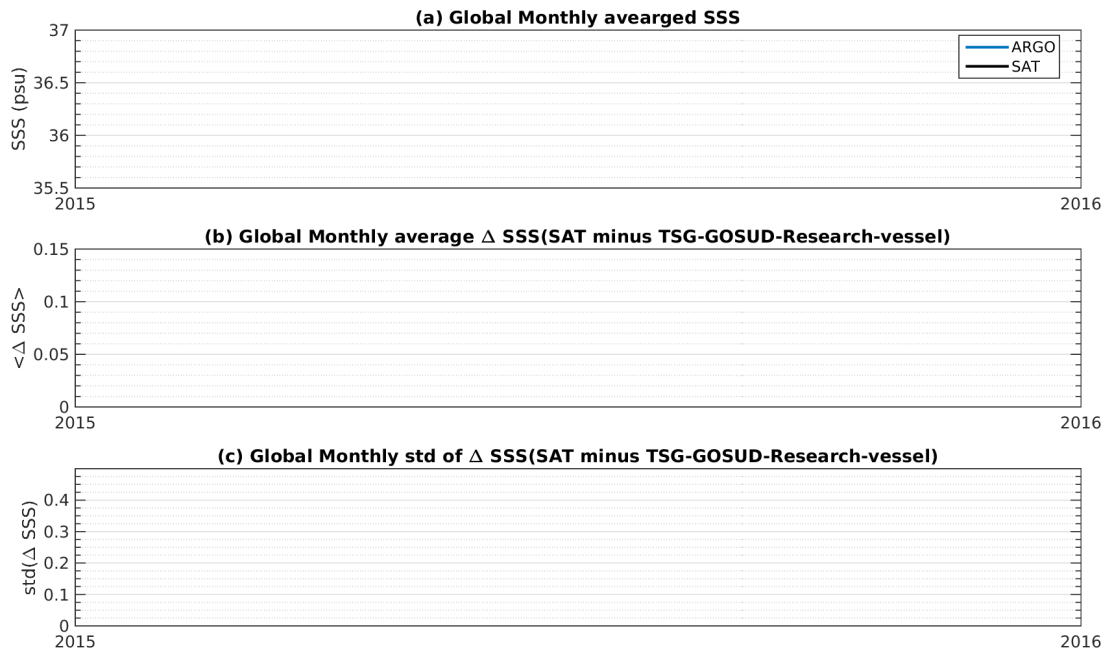 (a) Global Monthly avearged SSS
37
36.5
36
35.5
SSS (psu)
ARGO
SAT
2015
2016
(b) Global Monthly average Δ SSS(SAT minus TSG-GOSUD-Research-vessel)
0.15
0.1
0.05
0
<Δ SSS>
2015
2016
(c) Global Monthly std of Δ SSS(SAT minus TSG-GOSUD-Research-vessel)
0.4
0.3
0.2
0.1
0
std(Δ SSS)
2015
2016